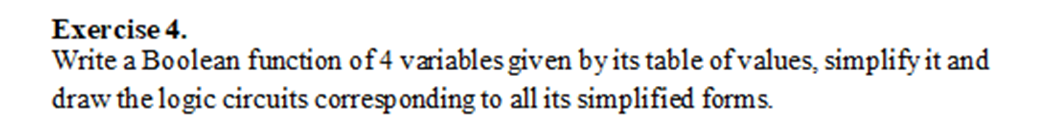 Exercise 4.
Write a Boolean function of 4 variables given by its table of values, simplify it and
draw the logic circuits corresponding to all its simplified forms.